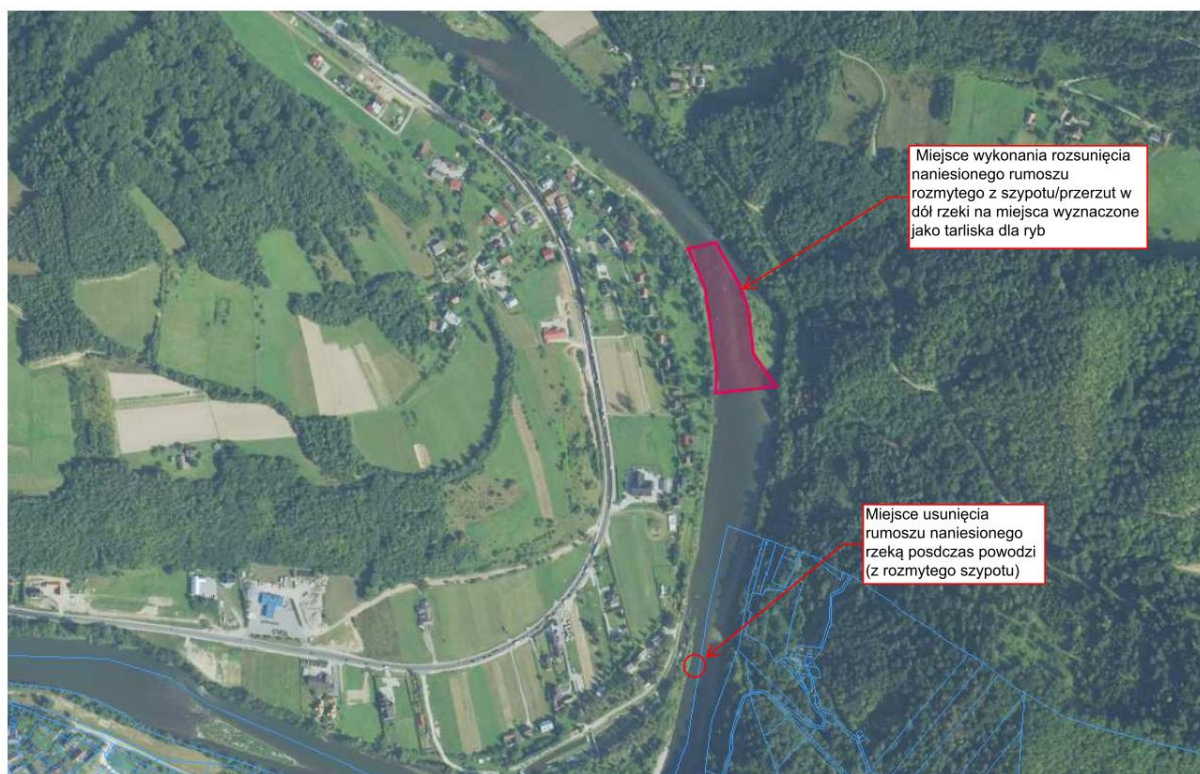 Miejsce wykonania rozsunięcia
naniesionego rumoszu
rozmytego z szypotu/przerzut w
dół rzeki na miejsca wyznaczone
jako tarliska dla ryb
Miejsce usunięcia
rumoszu naniesionego
rzeką posdczas powodzi
(z rozmytego szypotu)